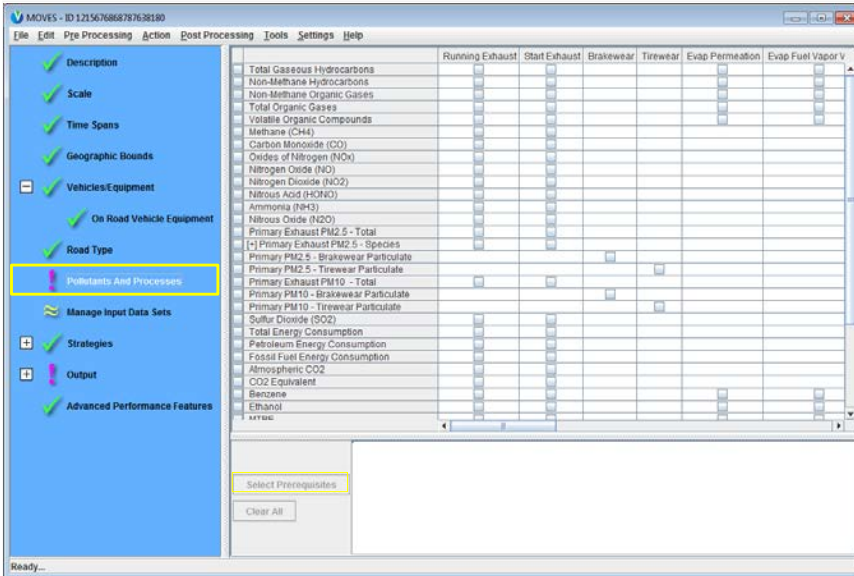 MOVES - ID 1215676868787638180
File Edit Pre Processing Action Post Processing Tools Settings Help
Description
Scale
Time Spans
Geographic Bounds
Vehicles/Equipment
On Road Vehicle Equipment
Road Type
Pollutants And Processes
Manage Input Data Sets
Strategies
Output
Advanced Performance Features
Running Exhaust Start Exhaust Brakewear Tirewear Evap Permeation Evap Fuel Vapor V
Total Gaseous Hydrocarbons
Non-Methane Hydrocarbons
Non-Methane Organic Gases
Total Organic Gases
Volatile Organic Compounds
Methane (CH4)
Carbon Monoxide (CO)
Oxides of Nitrogen (NOx)
Nitrogen Oxide (NO)
Nitrogen Dioxide (NO2)
Nitrous Acid (HONO)
Ammonia (NH3)
Nitrous Oxide (N2O)
Primary Exhaust PM2.5 - Total
[+] Primary Exhaust PM2.5 - Species
Primary PM2.5 - Brakewear Particulate
Primary PM2.5 - Tirewear Particulate
Primary Exhaust PM10 - Total
Primary PM10 - Brakewear Particulate
Primary PM10 - Tirewear Particulate
Sulfur Dioxide (SO2)
Total Energy Consumption
Petroleum Energy Consumption
Fossil Fuel Energy Consumption
Atmospheric CO2
CO2 Equivalent
Benzene
Ethanol
MTBE
Select Prerequisites
Clear All
Ready...